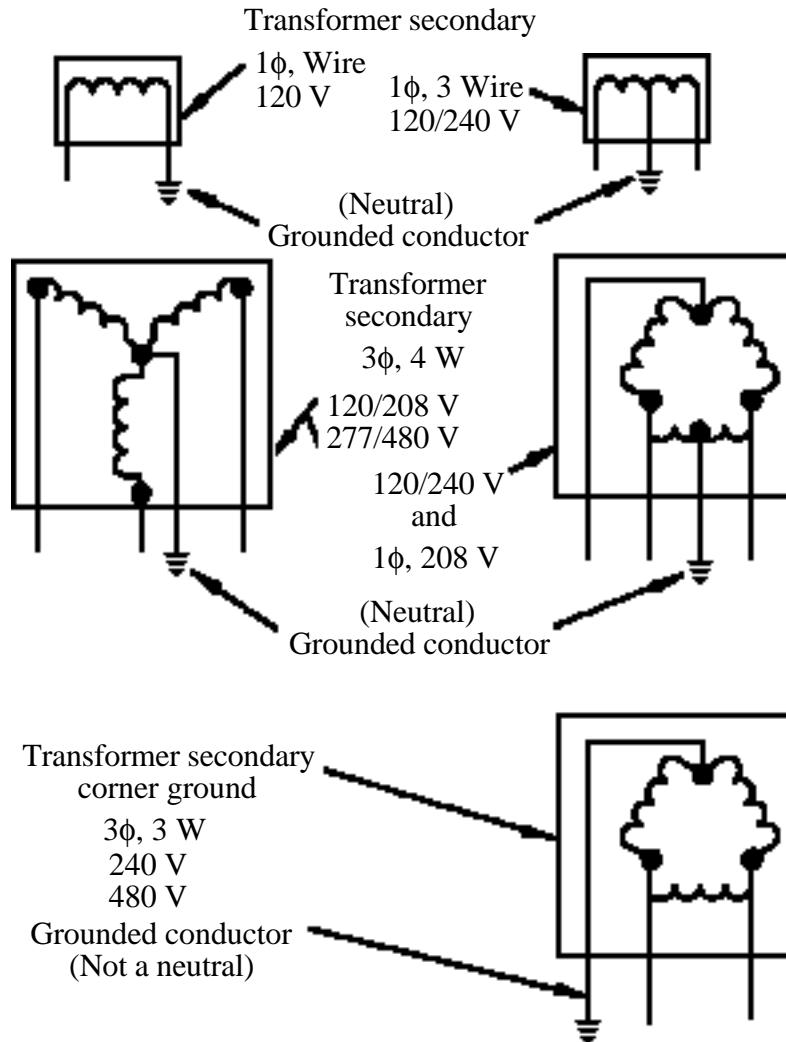 Transformer secondary
1ϕ, Wire
120 V
1ϕ, 3 Wire
120/240 V
(Neutral)
Grounded conductor
Transformer
secondary
3ϕ, 4 W
120/208 V
277/480 V
120/240 V
and
1ϕ, 208 V
(Neutral)
Grounded conductor
Transformer secondary
corner ground
3ϕ, 3 W
240 V
480 V
Grounded conductor
(Not a neutral)